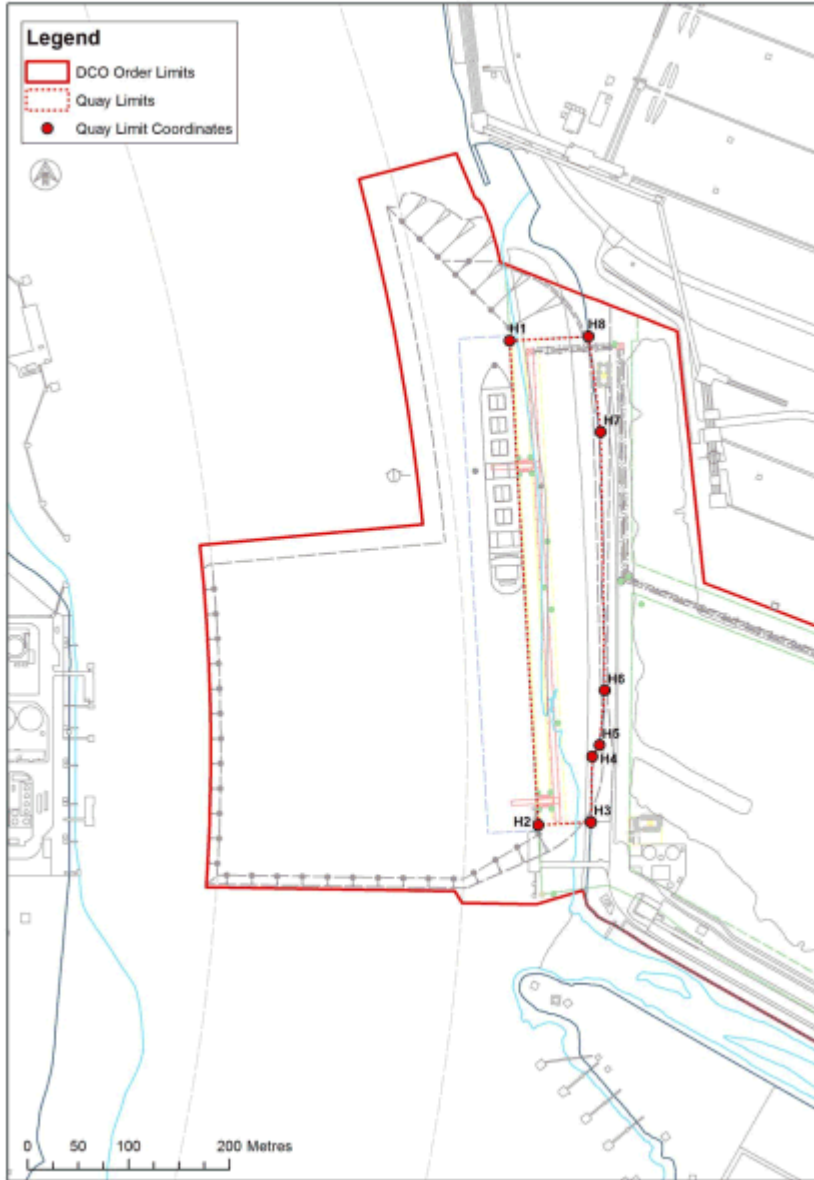 Legend
DCO Order Limits
Quay Limits
Quay Limit Coordinates
H1
H8
H7
H6
H5
H4
H3
H2
0 50 100 200 Metres